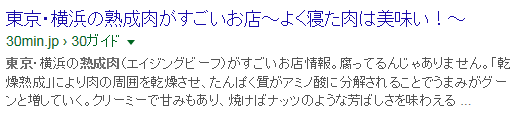 東京・横浜の熟成肉がすごいお店～よく寝た肉は美味い！～
30min.jp › 30ガイド ▼
東京・横浜の熟成肉（エイジングビーフ）がすごいお店情報。腐ってるんじゃありません。「乾
燥熟成」により肉の周囲を乾燥させ、たんぱく質がアミノ酸に分解されることでうまみがグー
ンと増していく。クリーミーで甘みもあり、焼けばナッツのような芳ばしさを味わえる ...